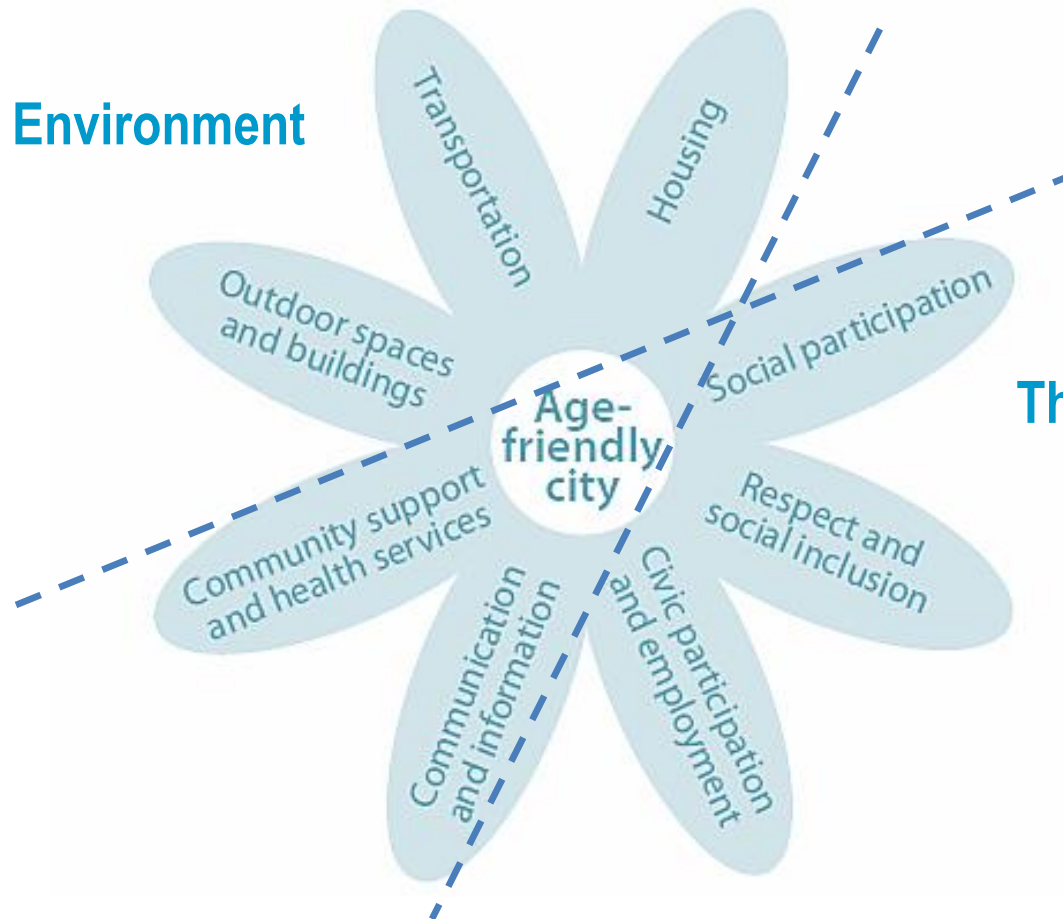 Environment
Transportation
Housing
Outdoor spaces
and buildings
Social participation
Th
Age-
friendly
city
Community support
and health services
Respect and
social inclusion
Communication
and information
Civic participation
and employment